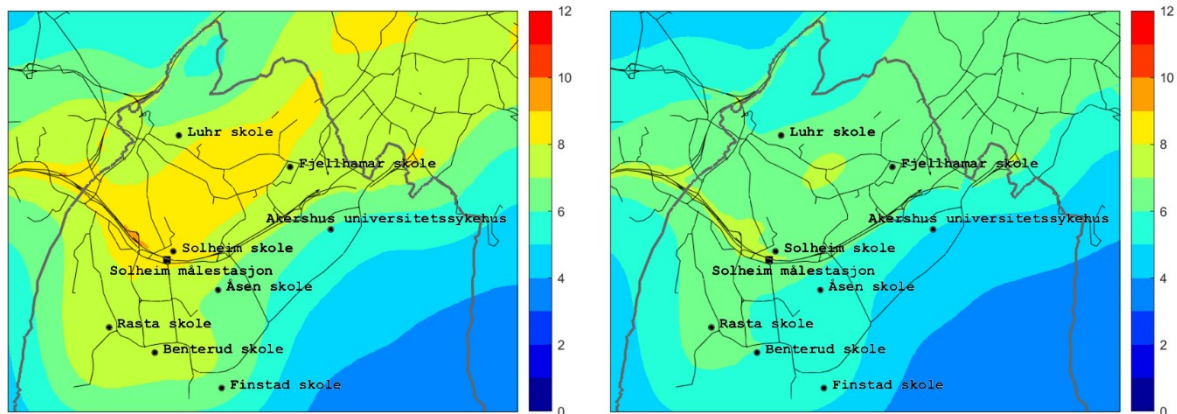 12
10
8
6
4
2
0
Luhr skole
Fjellhamar skole
Akershus universitetssykehus
Solheim skole
Solheim målestasjon
Åsen skole
Rasta skole
Benterud skole
Finstad skole
12
10
8
6
4
2
0
Luhr skole
Fjellhamar skole
Akershus universitetssykehus
Solheim skole
Solheim målestasjon
Åsen skole
Rasta skole
Benterud skole
Finstad skole